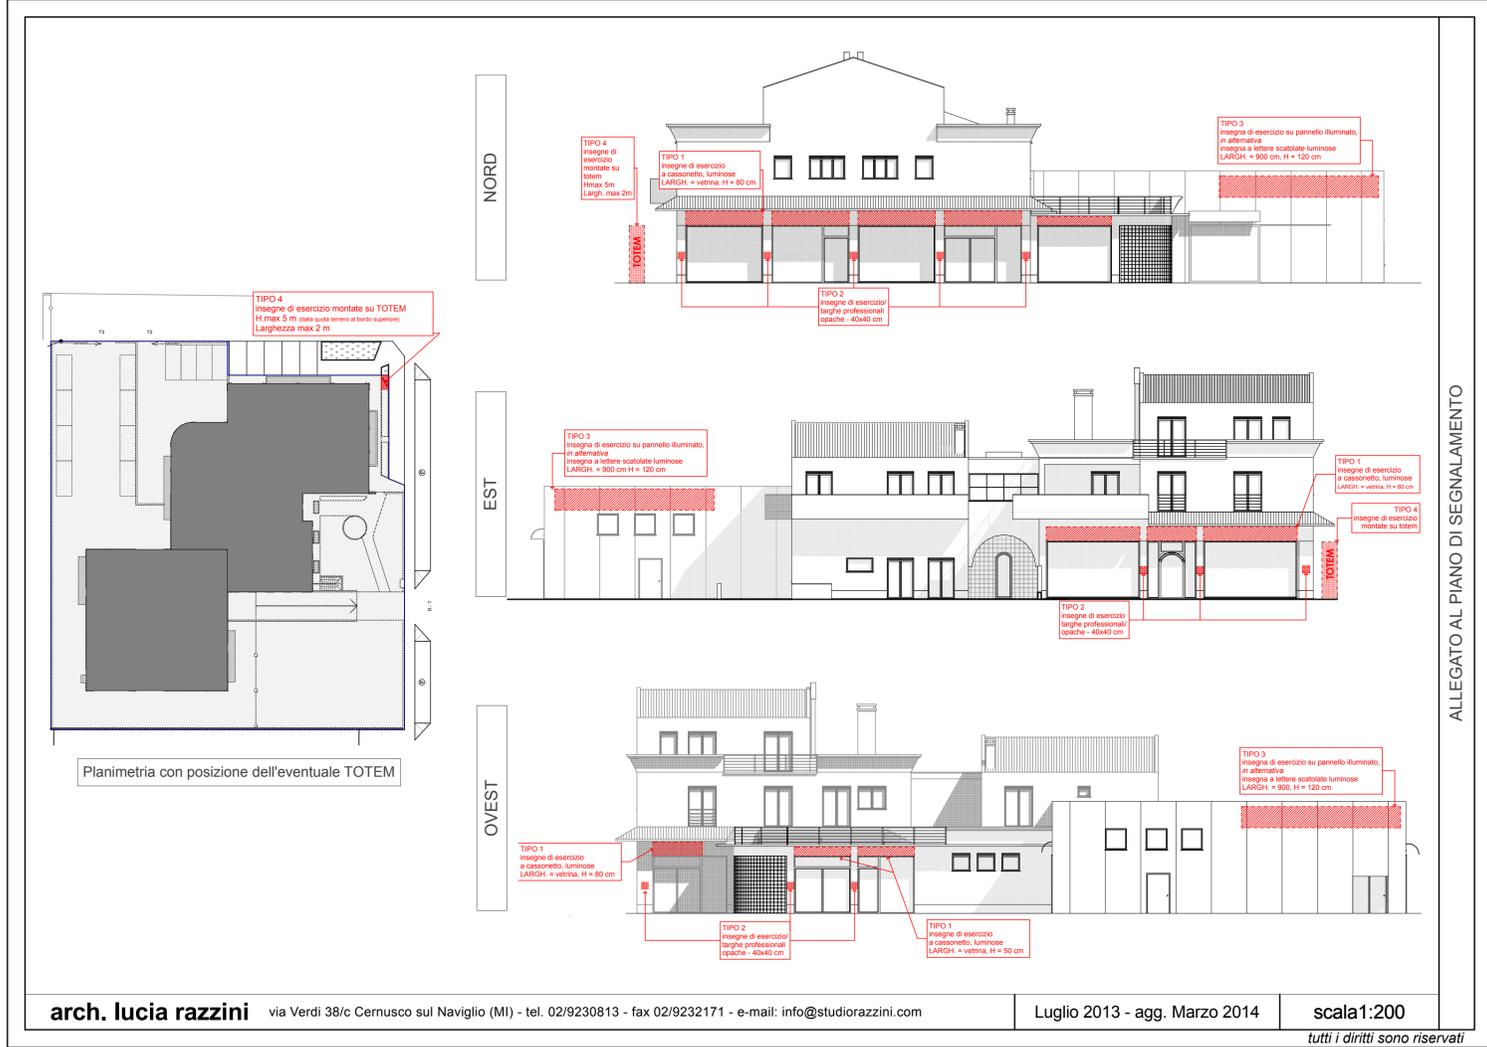 NORD
TIPO 4
insegne di
esercizio
montate su
totem
Hmax 5m
Largh. max 2m
TIPO 1
insegne di esercizio
a cassonetto, luminose
LARGH. = vetrina, H = 80 cm
TIPO 3
insegna di esercizio su pannello illuminato,
in alternativa
insegna a lettere scatolate luminose
LARGH. = 900 cm, H = 120 cm
TOTEM
TIPO 2
insegne di esercizio/
targhe professionali
opache - 40x40 cm
TIPO 4
insegne di esercizio montate su TOTEM
H.max 5 m (dalla quota terreno al bordo superiore)
Larghezza max 2 m
T3
T2
R - T
Planimetria con posizione dell'eventuale TOTEM
EST
TIPO 3
insegna di esercizio su pannello illuminato,
in alternativa
insegna a lettere scatolate luminose
LARGH. = 900 cm H = 120 cm
TIPO 1
insegne di esercizio
a cassonetto, luminose
LARGH. = vetrina, H = 80 cm
TIPO 4
insegne di esercizio
montate su totem
TOTEM
TIPO 2
insegne di esercizio
targhe professionali/
opache - 40x40 cm
OVEST
TIPO 3
insegna di esercizio su pannello illuminato,
in alternativa
insegna a lettere scatolate luminose
LARGH. = 900, H = 120 cm
TIPO 1
insegne di esercizio
a cassonetto, luminose
LARGH. = vetrina, H = 80 cm
TIPO 2
insegne di esercizio/
targhe professionali
opache - 40x40 cm
TIPO 1
insegne di esercizio
a cassonetto, luminose
LARGH. = vetrina, H = 50 cm
ALLEGATO AL PIANO DI SEGNALAMENTO
arch. lucia razzini via Verdi 38/c Cernusco sul Naviglio (MI) - tel. 02/9230813 - fax 02/9232171 - e-mail: info@studiorazzini.com
Luglio 2013 - agg. Marzo 2014
scala1:200
tutti i diritti sono riservati